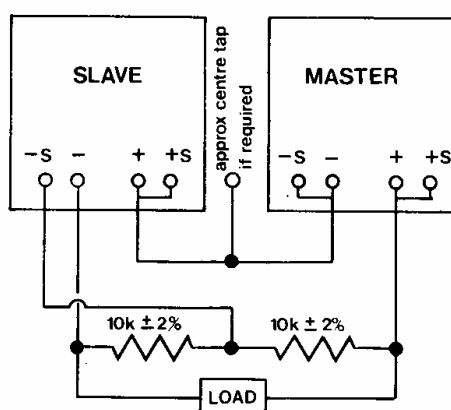 SLAVE
MASTER
approx centre tap
if required
-S - + +S
-S - + +S
10k ± 2% 10k ± 2%
LOAD